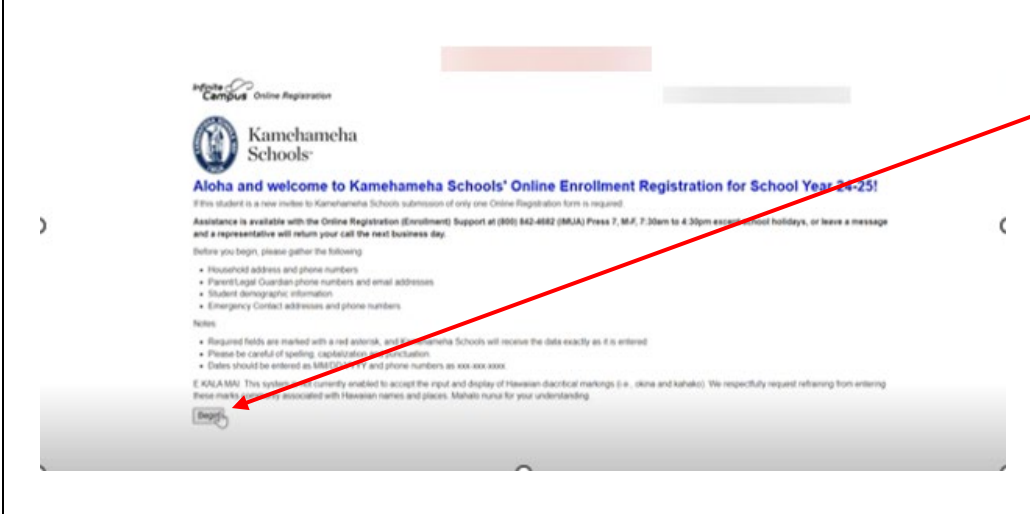 Infinite
Campus Online Registration
Kamehameha
Schools
Aloha and welcome to Kamehameha Schools' Online Enrollment Registration for School Year 24-25!
If this student is a new invitee to Kamehameha Schools submission of only one Online Registration form is required.
Assistance is available with the Online Registration (Enrollment) Support at (800) 842-4682 (IMUA) Press 7, M-F, 7:30am to 4:30pm except school holidays, or leave a message
and a representative will return your call the next business day.
Before you begin, please gather the following
• Household address and phone numbers
• Parent/Legal Guardian phone numbers and email addresses
• Student demographic information
• Emergency Contact addresses and phone numbers
Notes
• Required fields are marked with a red asterisk, and Kamehameha Schools will receive the data exactly as it is entered
• Please be careful of spelling, capitalization and punctuation
• Dates should be entered as MM/DD/YYYY and phone numbers as xxx-xxx-xxxx
E KALA MAI. This system is not currently enabled to accept the input and display of Hawaiian diacritical markings (i.e., okina and kahako). We respectfully request refraining from entering
these marks commonly associated with Hawaiian names and places. Mahalo nunui for your understanding.
Begin